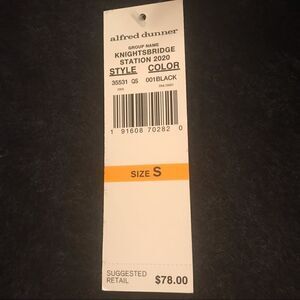 alfred dunner
GROUP NAME
KNIGHTSBRIDGE
STATION 2020
STYLE COLOR
35531 QS 001BLACK
1 91608 70282 0
SIZE S
SUGGESTED
RETAIL $78.00